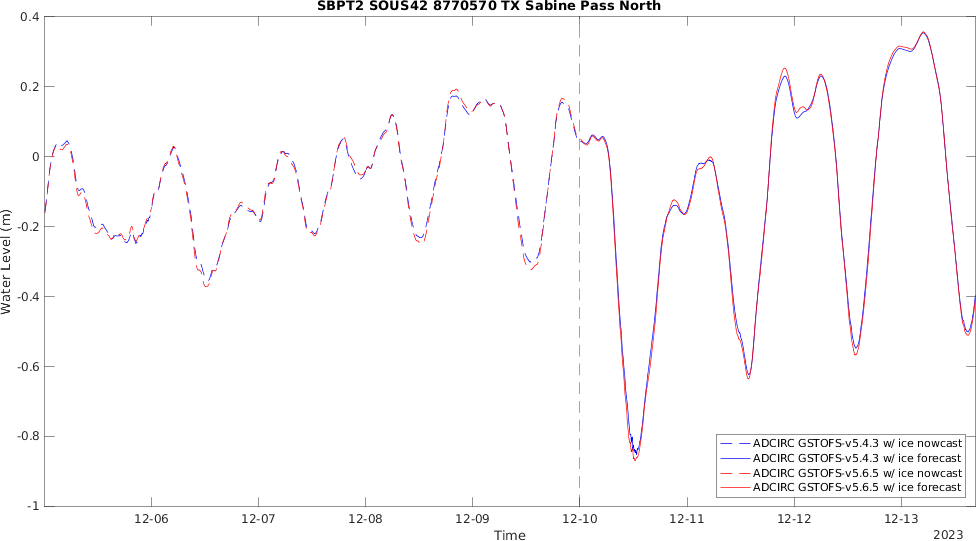 SBPT2 SOUS42 8770570 TX Sabine Pass North
0.4
0.2
0
-0.2
-0.4
-0.6
-0.8
-1
Water Level (m)
12-06
12-07
12-08
12-09
12-10
12-11
12-12
12-13
Time
2023
ADCIRC GSTOFS-v5.4.3 w/ ice nowcast
ADCIRC GSTOFS-v5.4.3 w/ ice forecast
ADCIRC GSTOFS-v5.6.5 w/ ice nowcast
ADCIRC GSTOFS-v5.6.5 w/ ice forecast